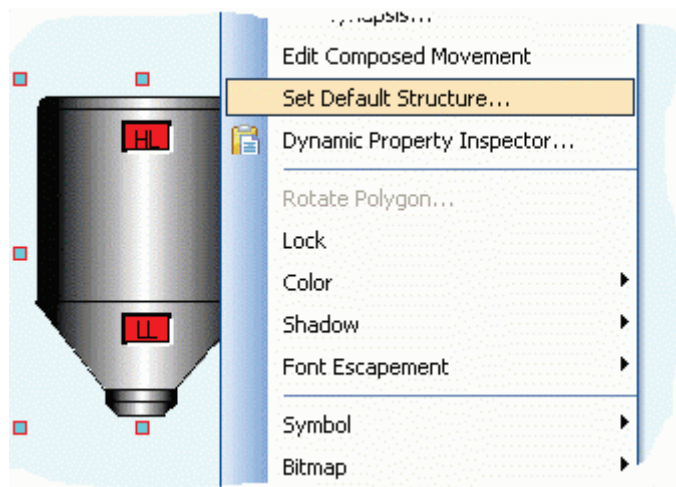 Edit Composed Movement
Set Default Structure...
HL
Dynamic Property Inspector...
Rotate Polygon...
Lock
Color
Shadow
LL
Font Escapement
Symbol
Bitmap